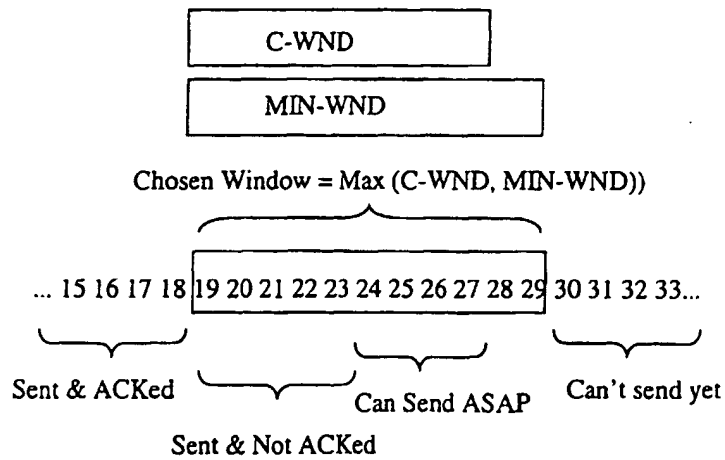 C-WND
MIN-WND
Chosen Window = Max (C-WND, MIN-WND))
... 15 16 17 18 19 20 21 22 23 24 25 26 27 28 29 30 31 32 33...
Sent & ACKed
Can Send ASAP
Can't send yet
Sent & Not ACKed